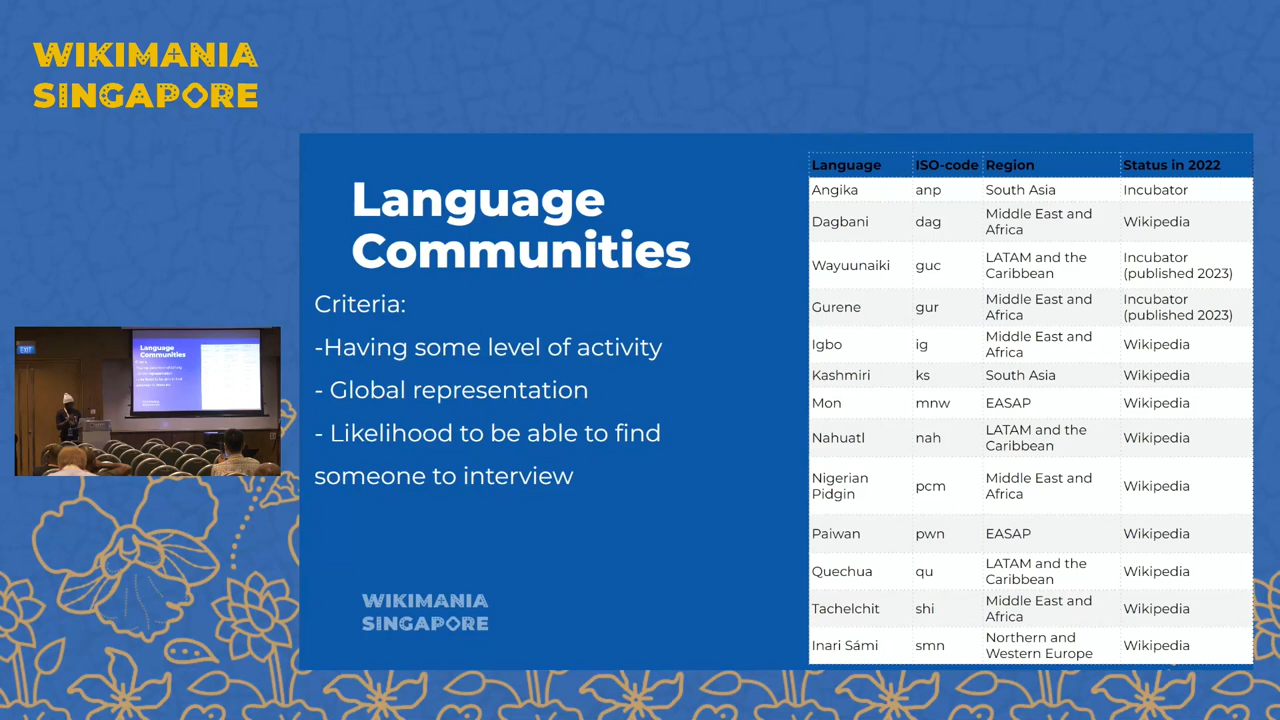 WIKIMANIA
SINGAPORE
Language
Communities
Criteria:
-Having some level of activity
- Global representation
- Likelihood to be able to find
someone to interview
WIKIMANIA
SINGAPORE
Language ISO-code Region Status in 2022
Angika anp South Asia Incubator
Dagbani dag Middle East and Africa Wikipedia
Wayuunaiki guc LATAM and the Caribbean Incubator (published 2023)
Gurene gur Middle East and Africa Incubator (published 2023)
Igbo ig Middle East and Africa Wikipedia
Kashmiri ks South Asia Wikipedia
Mon mnw EASAP Wikipedia
Nahuatl nah LATAM and the Caribbean Wikipedia
Nigerian Pidgin pcm Middle East and Africa Wikipedia
Paiwan pwn EASAP Wikipedia
Quechua qu LATAM and the Caribbean Wikipedia
Tachelchit shi Middle East and Africa Wikipedia
Inari Sámi smn Northern and Western Europe Wikipedia
EXIT
Language
Communities